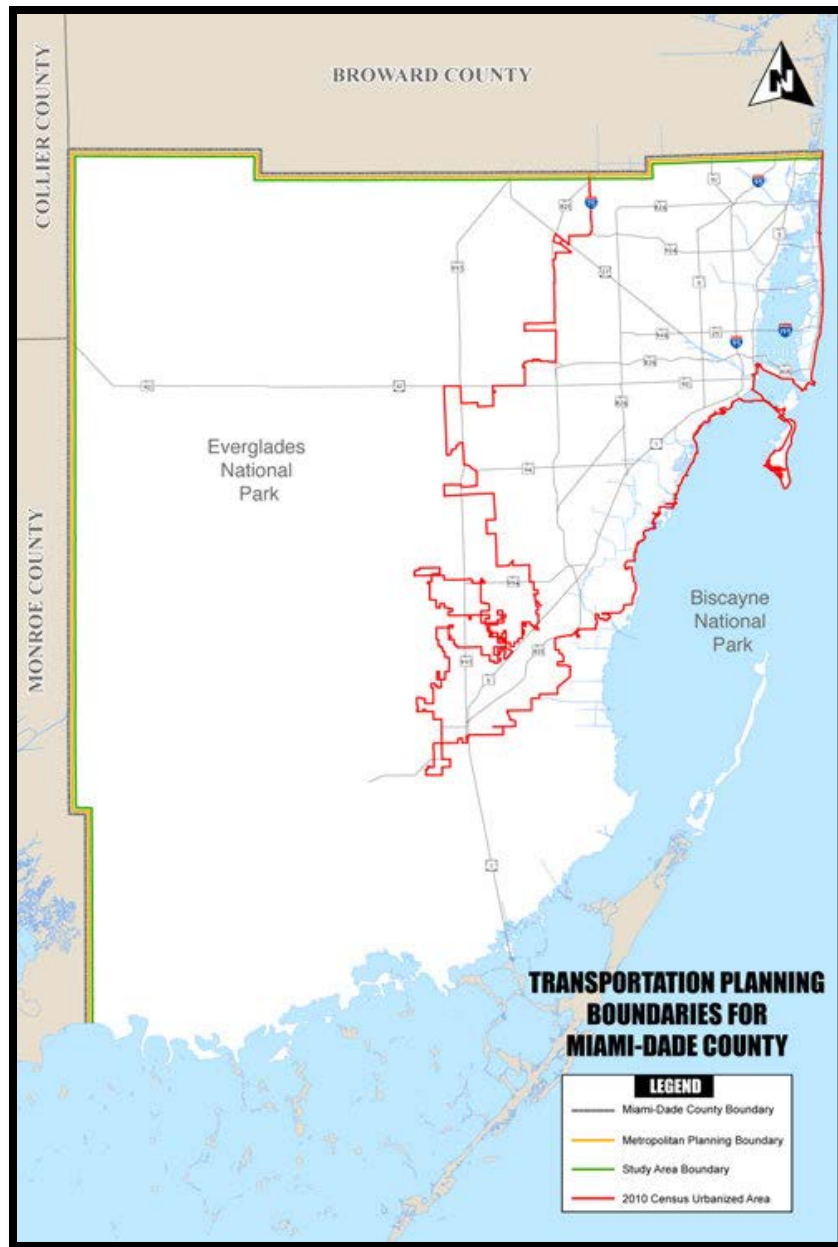 BROWARD COUNTY
N
COLLIER COUNTY
MONROE COUNTY
Everglades
National
Park
Biscayne
National
Park
TRANSPORTATION PLANNING
BOUNDARIES FOR
MIAMI-DADE COUNTY
LEGEND
Miami-Dade County Boundary
Metropolitan Planning Boundary
Study Area Boundary
2010 Census Urbanized Area